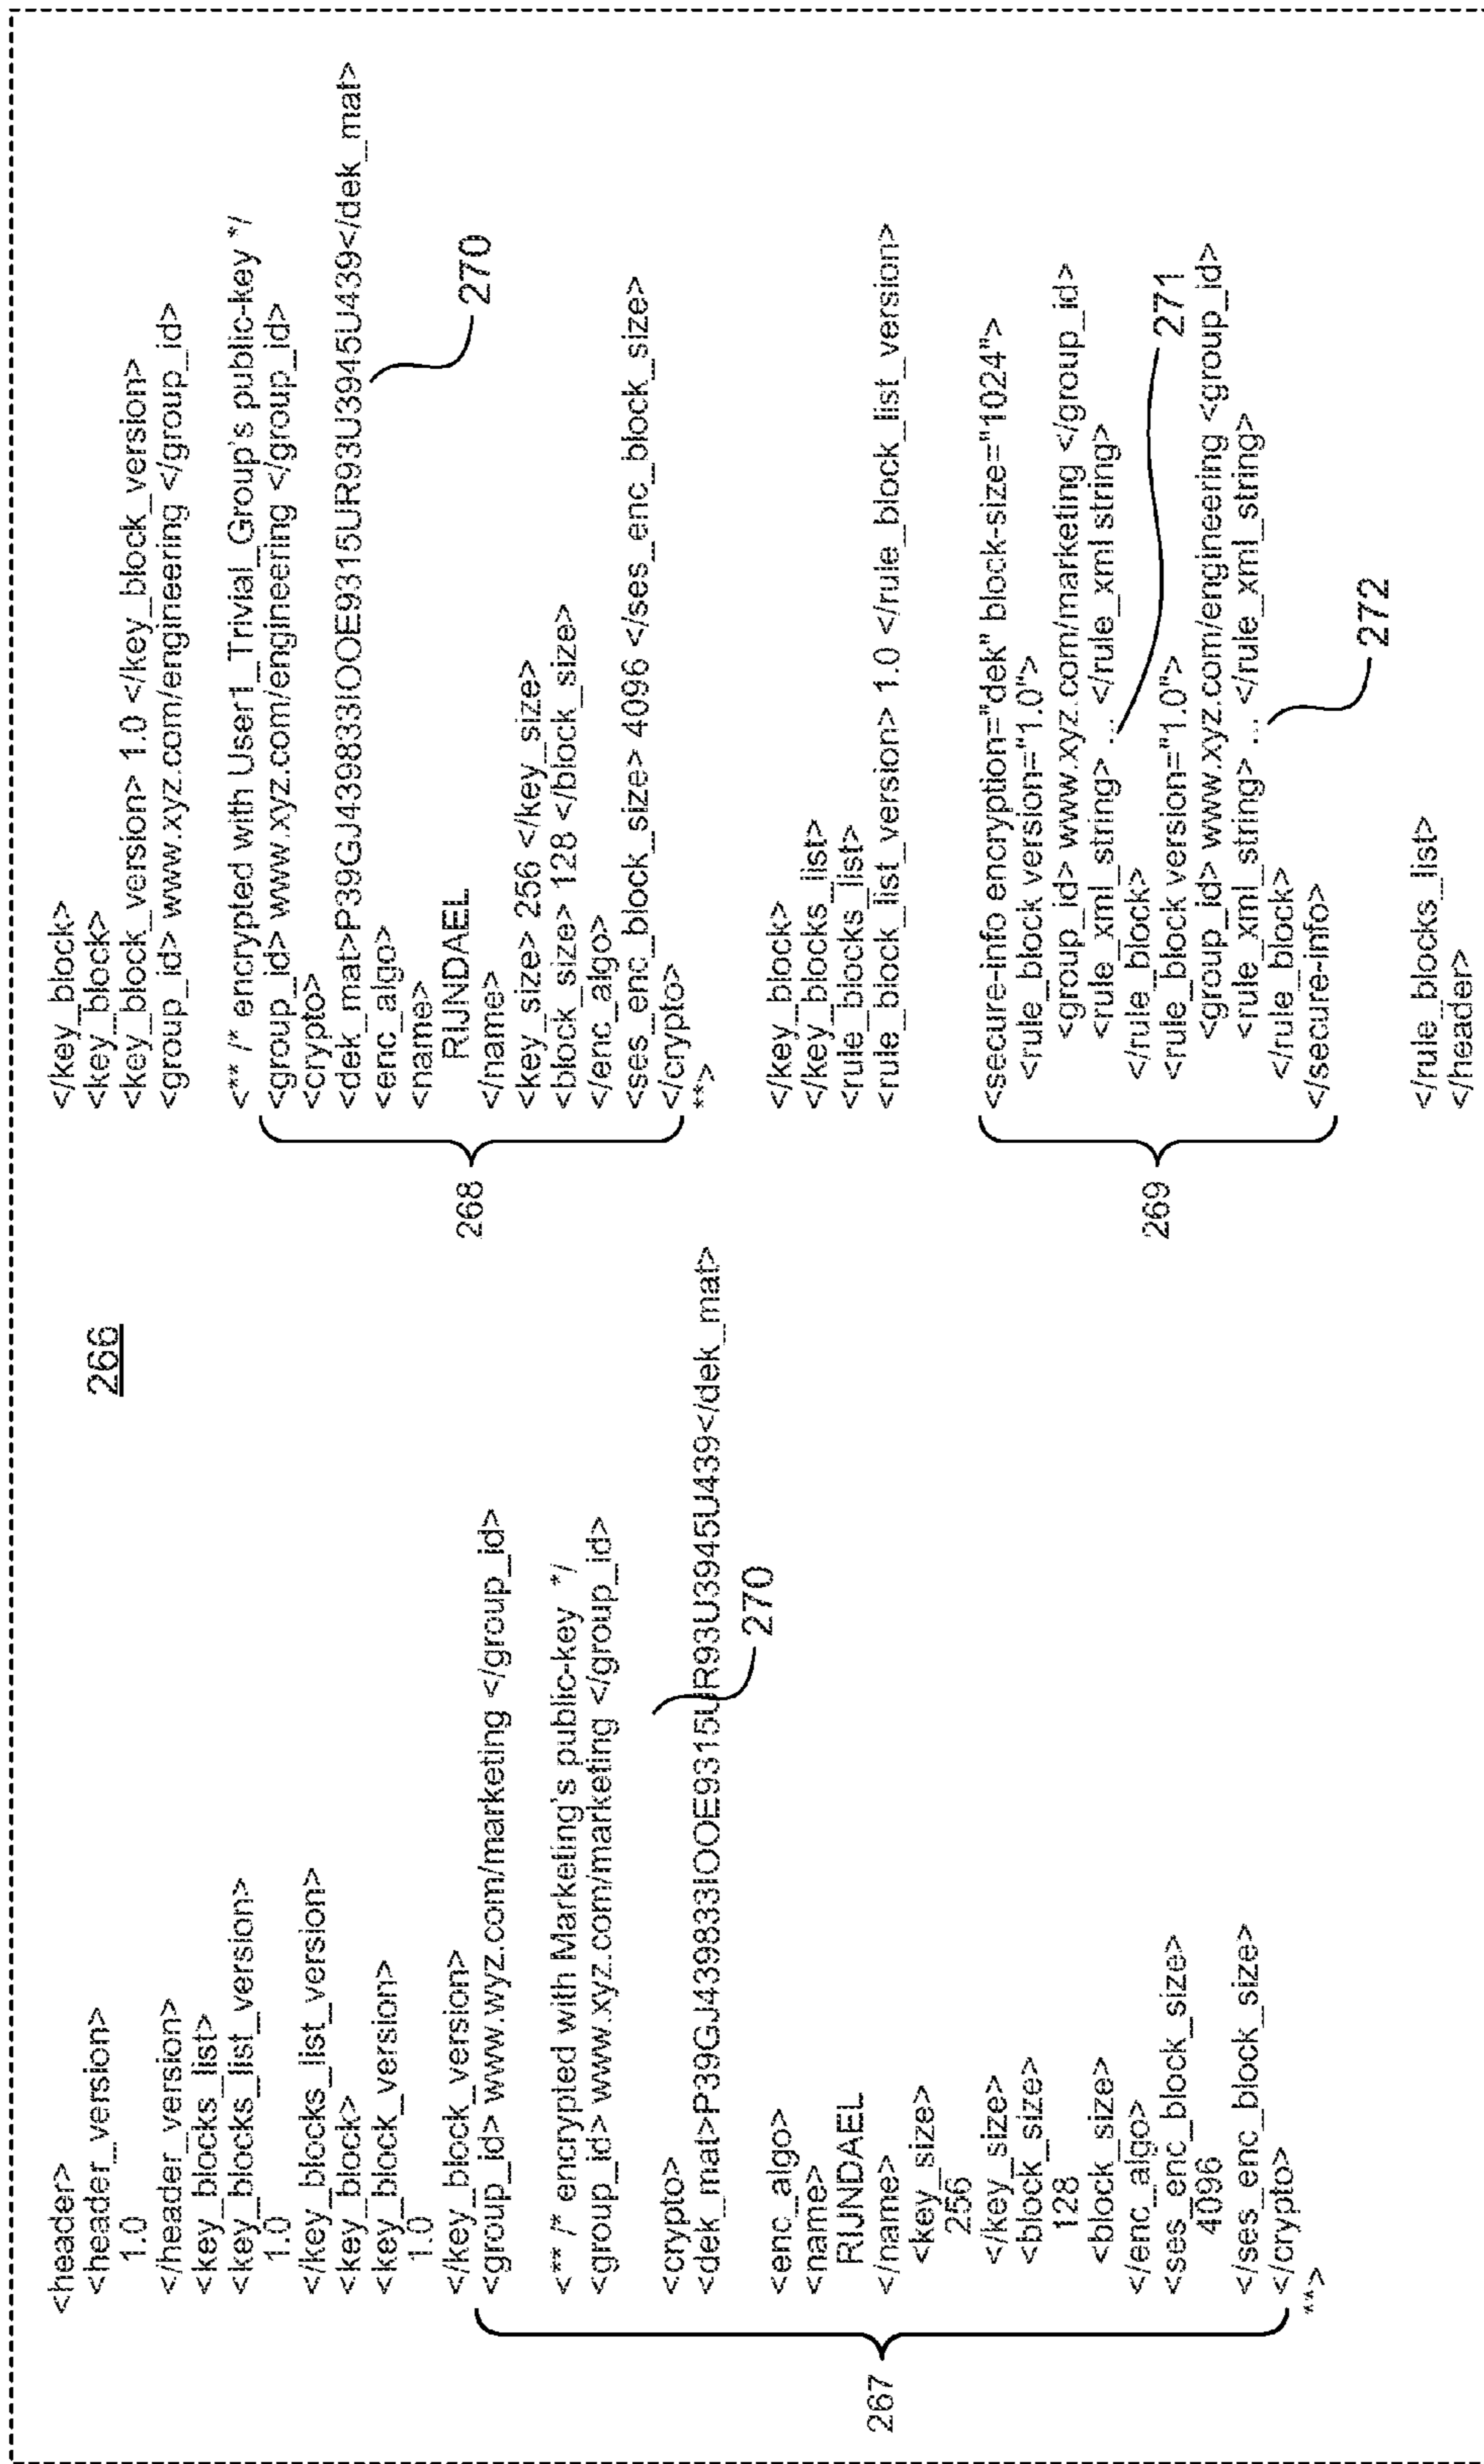 266
<header>
<header_version>
1.0
</header_version>
<key_blocks_list>
<key_blocks_list_version>
1.0
</key_blocks_list_version>
<key_block>
<key_block_version>
1.0
</key_block_version>
<group_id> www.wyz.com/marketing </group_id>
<** /* encrypted with Marketing's public-key */
<group_id> www.xyz.com/marketing </group_id>
<crypto>
<dek_mat>P39GJ439833IOOE9315UR93U3945U439</dek_mat>
270
<enc_algo>
<name>
RIJNDAEL
</name>
<key_size>
256
</key_size>
<block_size>
128
<block_size>
</enc_algo>
<ses_enc_block_size>
4096
</ses_enc_block_size>
</crypto>
**>
267
</key_block>
<key_block>
<key_block_version> 1.0 </key_block_version>
<group_id> www.xyz.com/engineering </group_id>
<** /* encrypted with User1_Trivial_Group's public-key */
<group_id> www.xyz.com/engineering </group_id>
<crypto>
<dek_mat>P39GJ439833IOOE9315UR93U3945U439</dek_mat>
<enc_algo>
270
<name>
RIJNDAEL
</name>
<key_size> 256 </key_size>
<block_size> 128 </block_size>
</enc_algo>
<ses_enc_block_size> 4096 </ses_enc_block_size>
</crypto>
**>
268
</key_block>
</key_blocks_list>
<rule_blocks_list>
<rule_block_list_version> 1.0 </rule_block_list_version>
<secure-info encryption="dek" block-size="1024">
<rule_block version="1.0">
<group_id> www.xyz.com/marketing </group_id>
<rule_xml_string> ... </rule_xml string>
271
</rule_block>
<rule_block version="1.0">
<group_id> www.xyz.com/engineering <group_id>
<rule_xml_string> ... </rule_xml_string>
272
</rule_block>
</secure-info>
269
</rule_blocks_list>
</header>